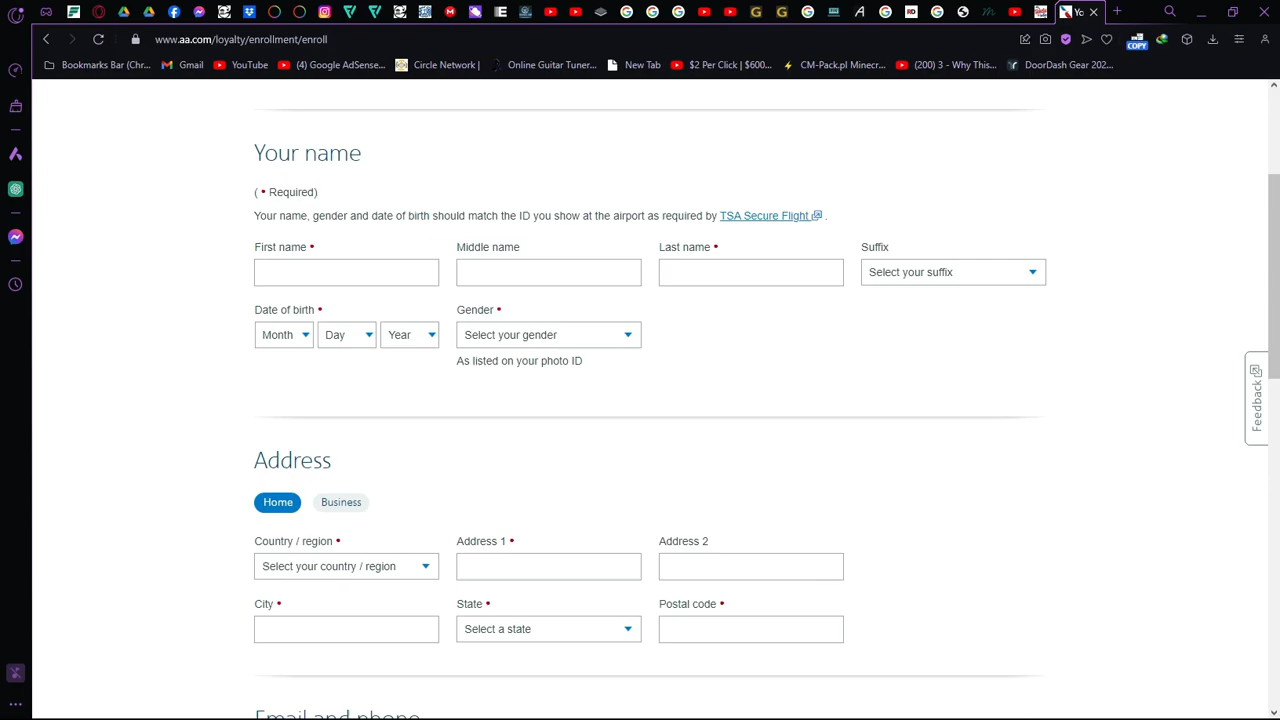 www.aa.com/loyalty/enrollment/enroll
COPY
Bookmarks Bar (Chr... Gmail YouTube (4) Google AdSense... Circle Network | Online Guitar Tuner,... New Tab $2 Per Click | $600... CM-Pack.pl Minecr... (200) 3 - Why This... DoorDash Gear 202...
Your name
( • Required)
Your name, gender and date of birth should match the ID you show at the airport as required by TSA Secure Flight .
First name • Middle name Last name • Suffix
Select your suffix
Date of birth • Gender •
Month Day Year Select your gender
As listed on your photo ID
Feedback
Address
Home Business
Country / region • Address 1 • Address 2
Select your country / region
City • State • Postal code •
Select a state
Email and phone